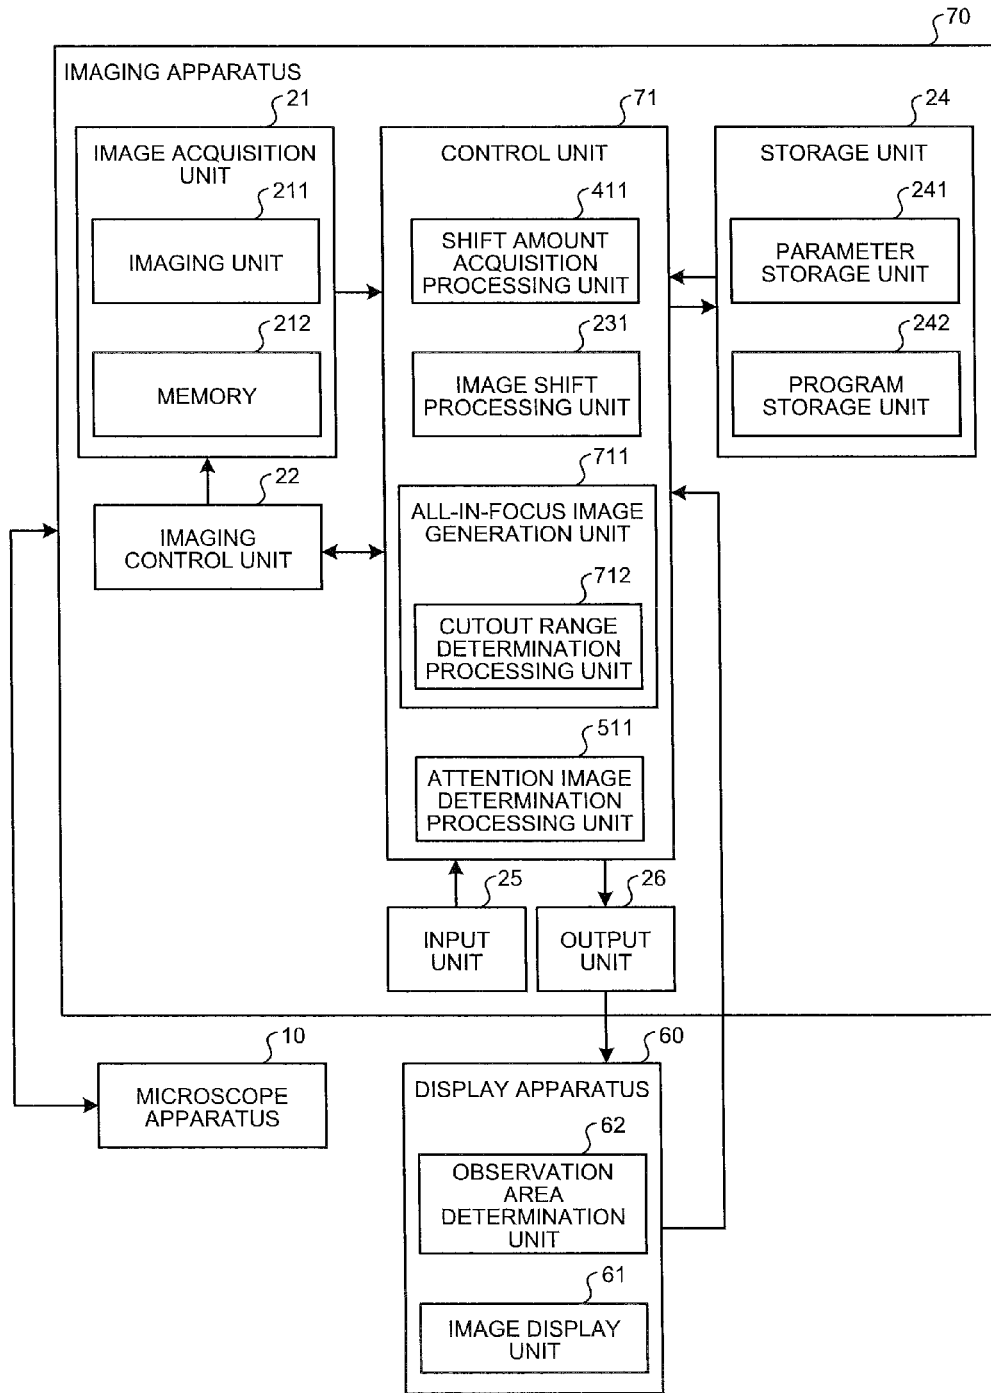 70
IMAGING APPARATUS
21
IMAGE ACQUISITION
UNIT
211
IMAGING UNIT
212
MEMORY
22
IMAGING
CONTROL UNIT
71
CONTROL UNIT
411
SHIFT AMOUNT
ACQUISITION
PROCESSING UNIT
231
IMAGE SHIFT
PROCESSING UNIT
711
ALL-IN-FOCUS IMAGE
GENERATION UNIT
712
CUTOUT RANGE
DETERMINATION
PROCESSING UNIT
511
ATTENTION IMAGE
DETERMINATION
PROCESSING UNIT
24
STORAGE UNIT
241
PARAMETER
STORAGE UNIT
242
PROGRAM
STORAGE UNIT
25
INPUT
UNIT
26
OUTPUT
UNIT
10
MICROSCOPE
APPARATUS
60
DISPLAY APPARATUS
62
OBSERVATION
AREA
DETERMINATION
UNIT
61
IMAGE DISPLAY
UNIT